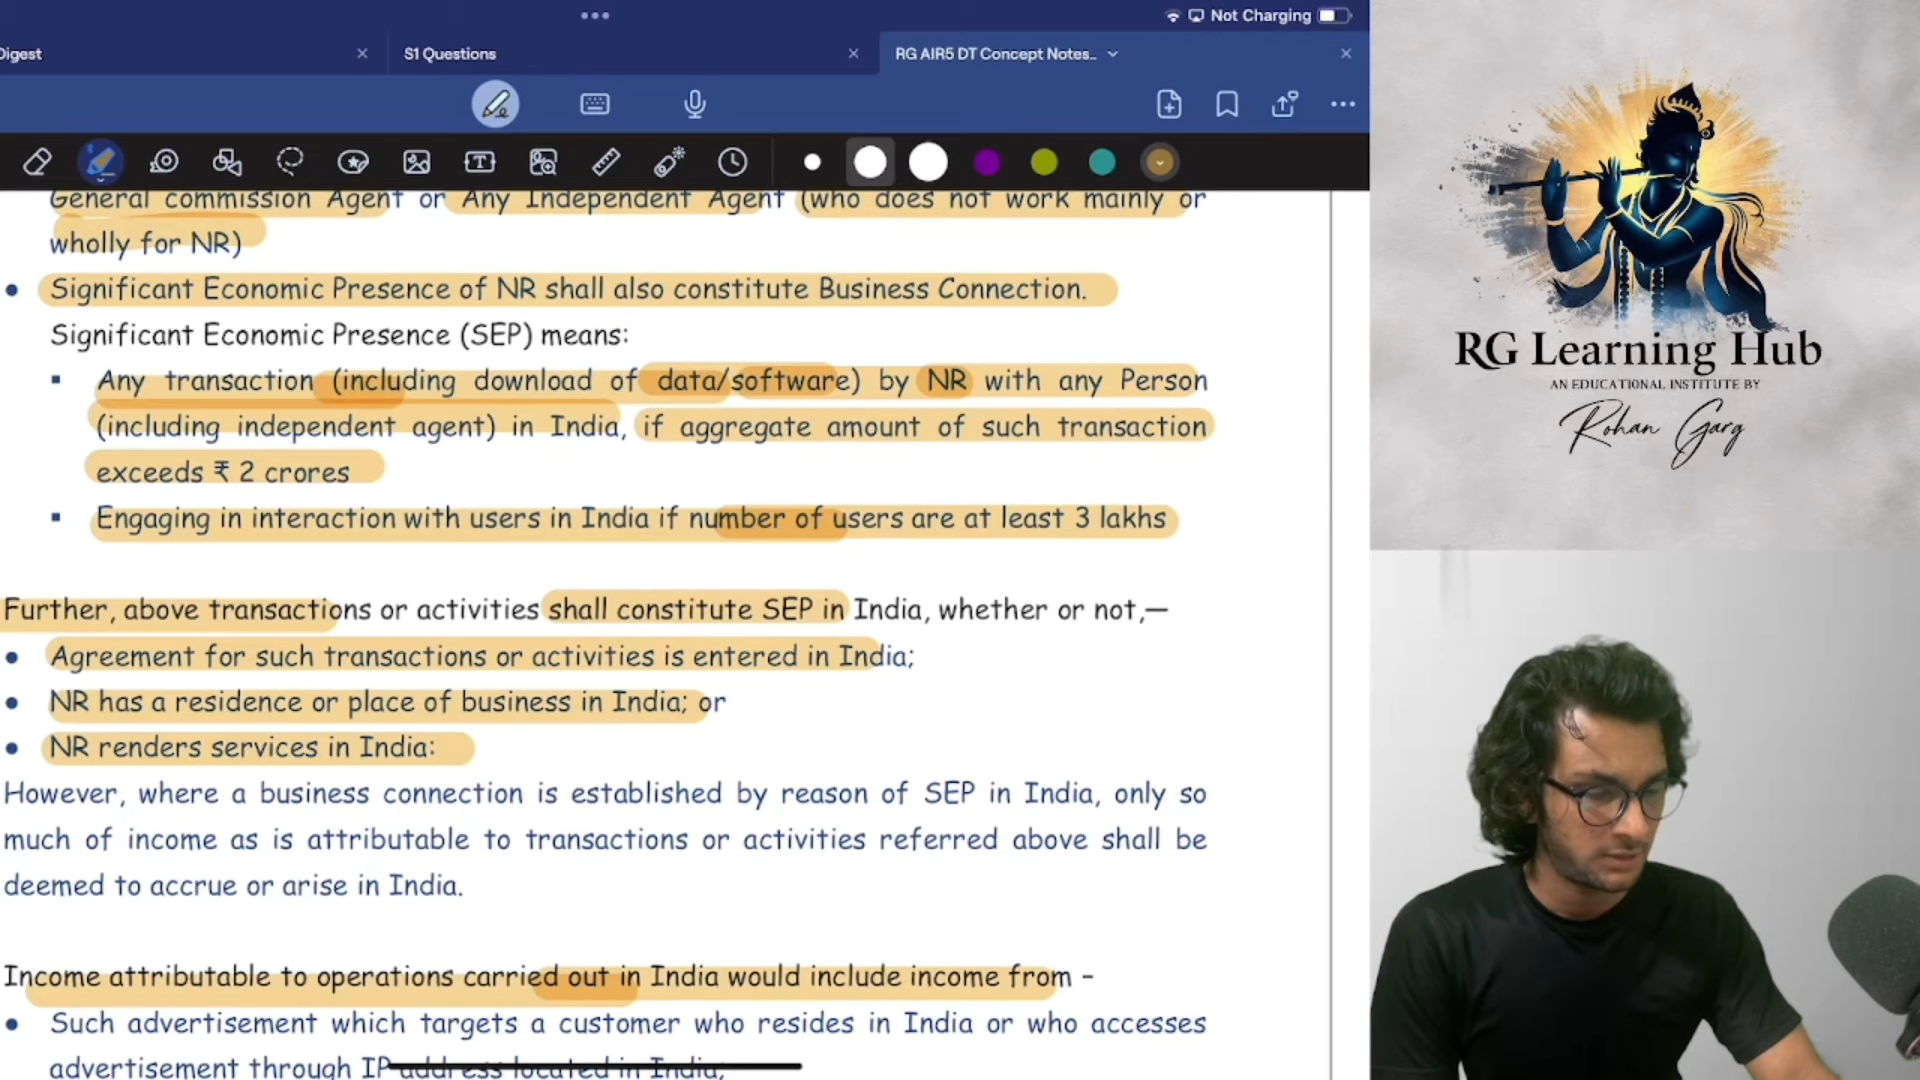 Not Charging
Digest
S1 Questions
RG AIR5 DT Concept Notes..
General commission Agent or Any Independent Agent (who does not work mainly or
wholly for NR)
• Significant Economic Presence of NR shall also constitute Business Connection.
Significant Economic Presence (SEP) means:
▪ Any transaction (including download of data/software) by NR with any Person
(including independent agent) in India, if aggregate amount of such transaction
exceeds ₹ 2 crores
▪ Engaging in interaction with users in India if number of users are at least 3 lakhs
Further, above transactions or activities shall constitute SEP in India, whether or not,—
• Agreement for such transactions or activities is entered in India;
• NR has a residence or place of business in India; or
• NR renders services in India:
However, where a business connection is established by reason of SEP in India, only so
much of income as is attributable to transactions or activities referred above shall be
deemed to accrue or arise in India.
Income attributable to operations carried out in India would include income from –
• Such advertisement which targets a customer who resides in India or who accesses
advertisement through IP address located in India;
RG Learning Hub
AN EDUCATIONAL INSTITUTE BY
Rohan Garg